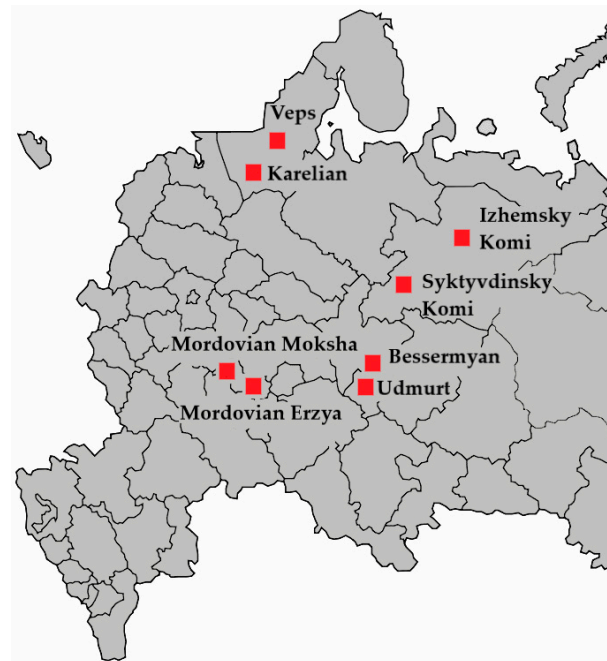 Veps
Karelian
Izhemsky
Komi
Syktyvdinsky
Komi
Mordovian Moksha
Bessermyan
Udmurt
Mordovian Erzya